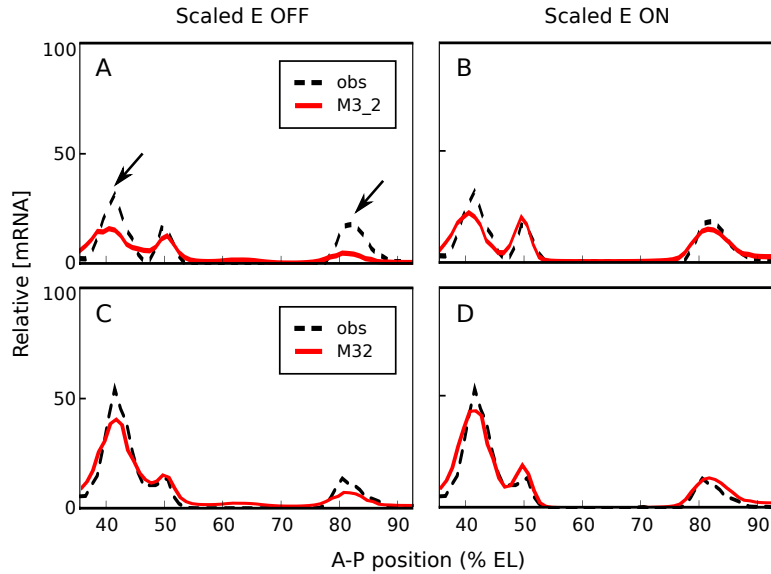 Scaled E OFF
Scaled E ON
Relative [mRNA]
100
50
0
A
obs
M3_2
B
100
50
0
C
obs
M32
D
40 50 60 70 80 90
40 50 60 70 80 90
A-P position (% EL)